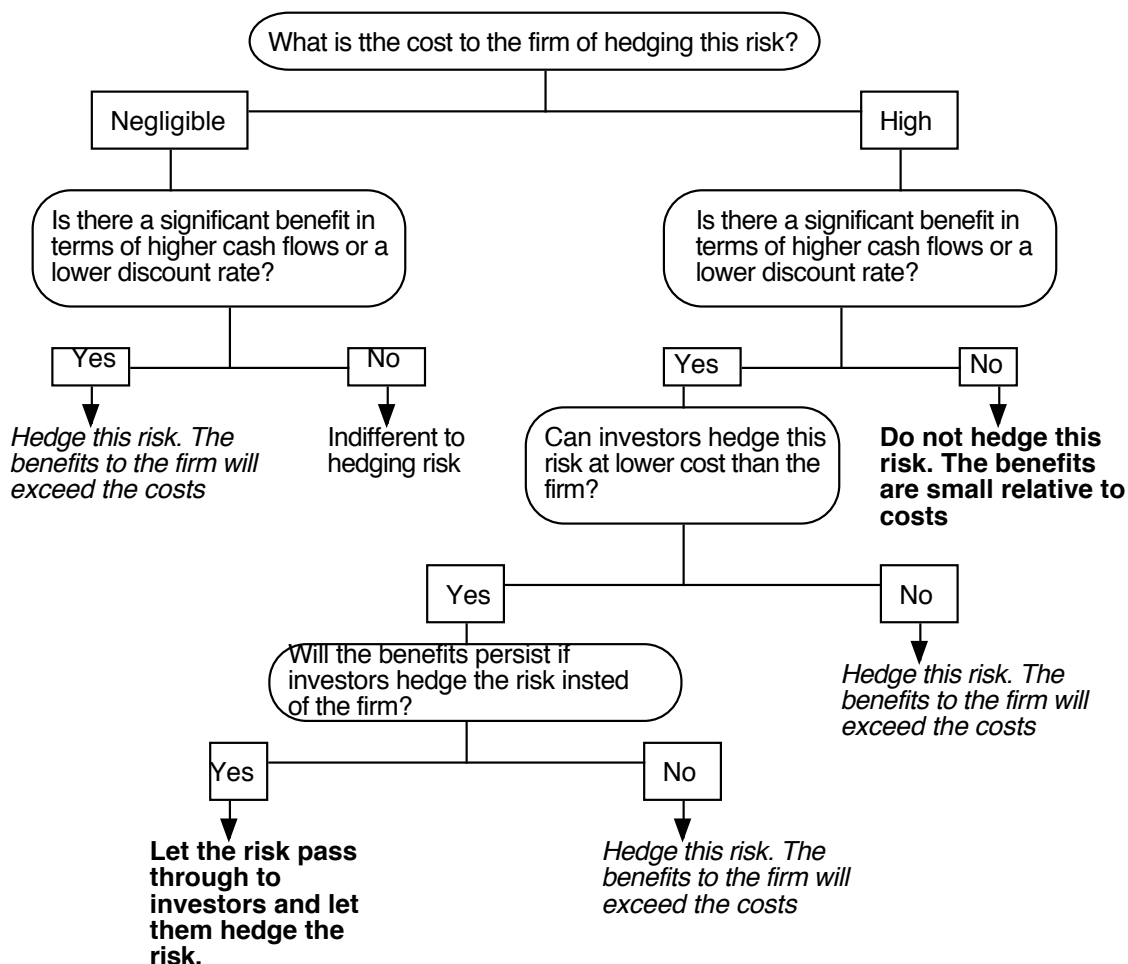 What is tthe cost to the firm of hedging this risk?
Negligible
High
Is there a significant benefit in
terms of higher cash flows or a
lower discount rate?
Is there a significant benefit in
terms of higher cash flows or a
lower discount rate?
Yes
No
Yes
No
Hedge this risk. The
benefits to the firm will
exceed the costs
Indifferent to
hedging risk
Can investors hedge this
risk at lower cost than the
firm?
Do not hedge this
risk. The benefits
are small relative to
costs
Yes
No
Will the benefits persist if
investors hedge the risk insted
of the firm?
Hedge this risk. The
benefits to the firm will
exceed the costs
Yes
No
Let the risk pass
through to
investors and let
them hedge the
risk.
Hedge this risk. The
benefits to the firm will
exceed the costs